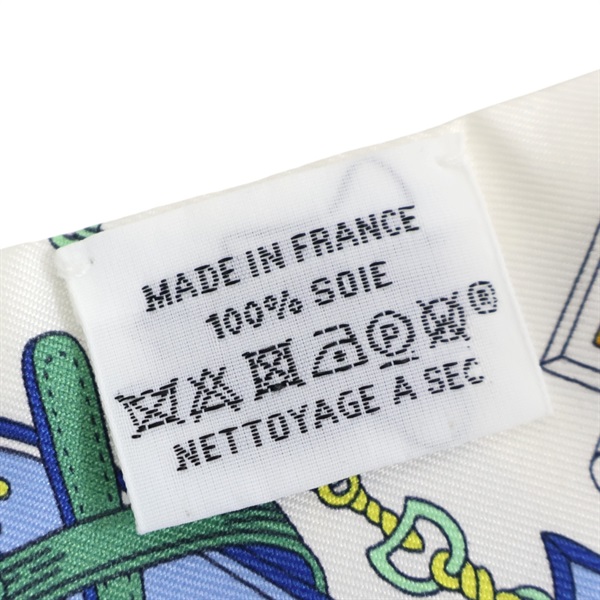 MADE IN FRANCE
100% SOIE
P ®
NETTOYAGE A SEC